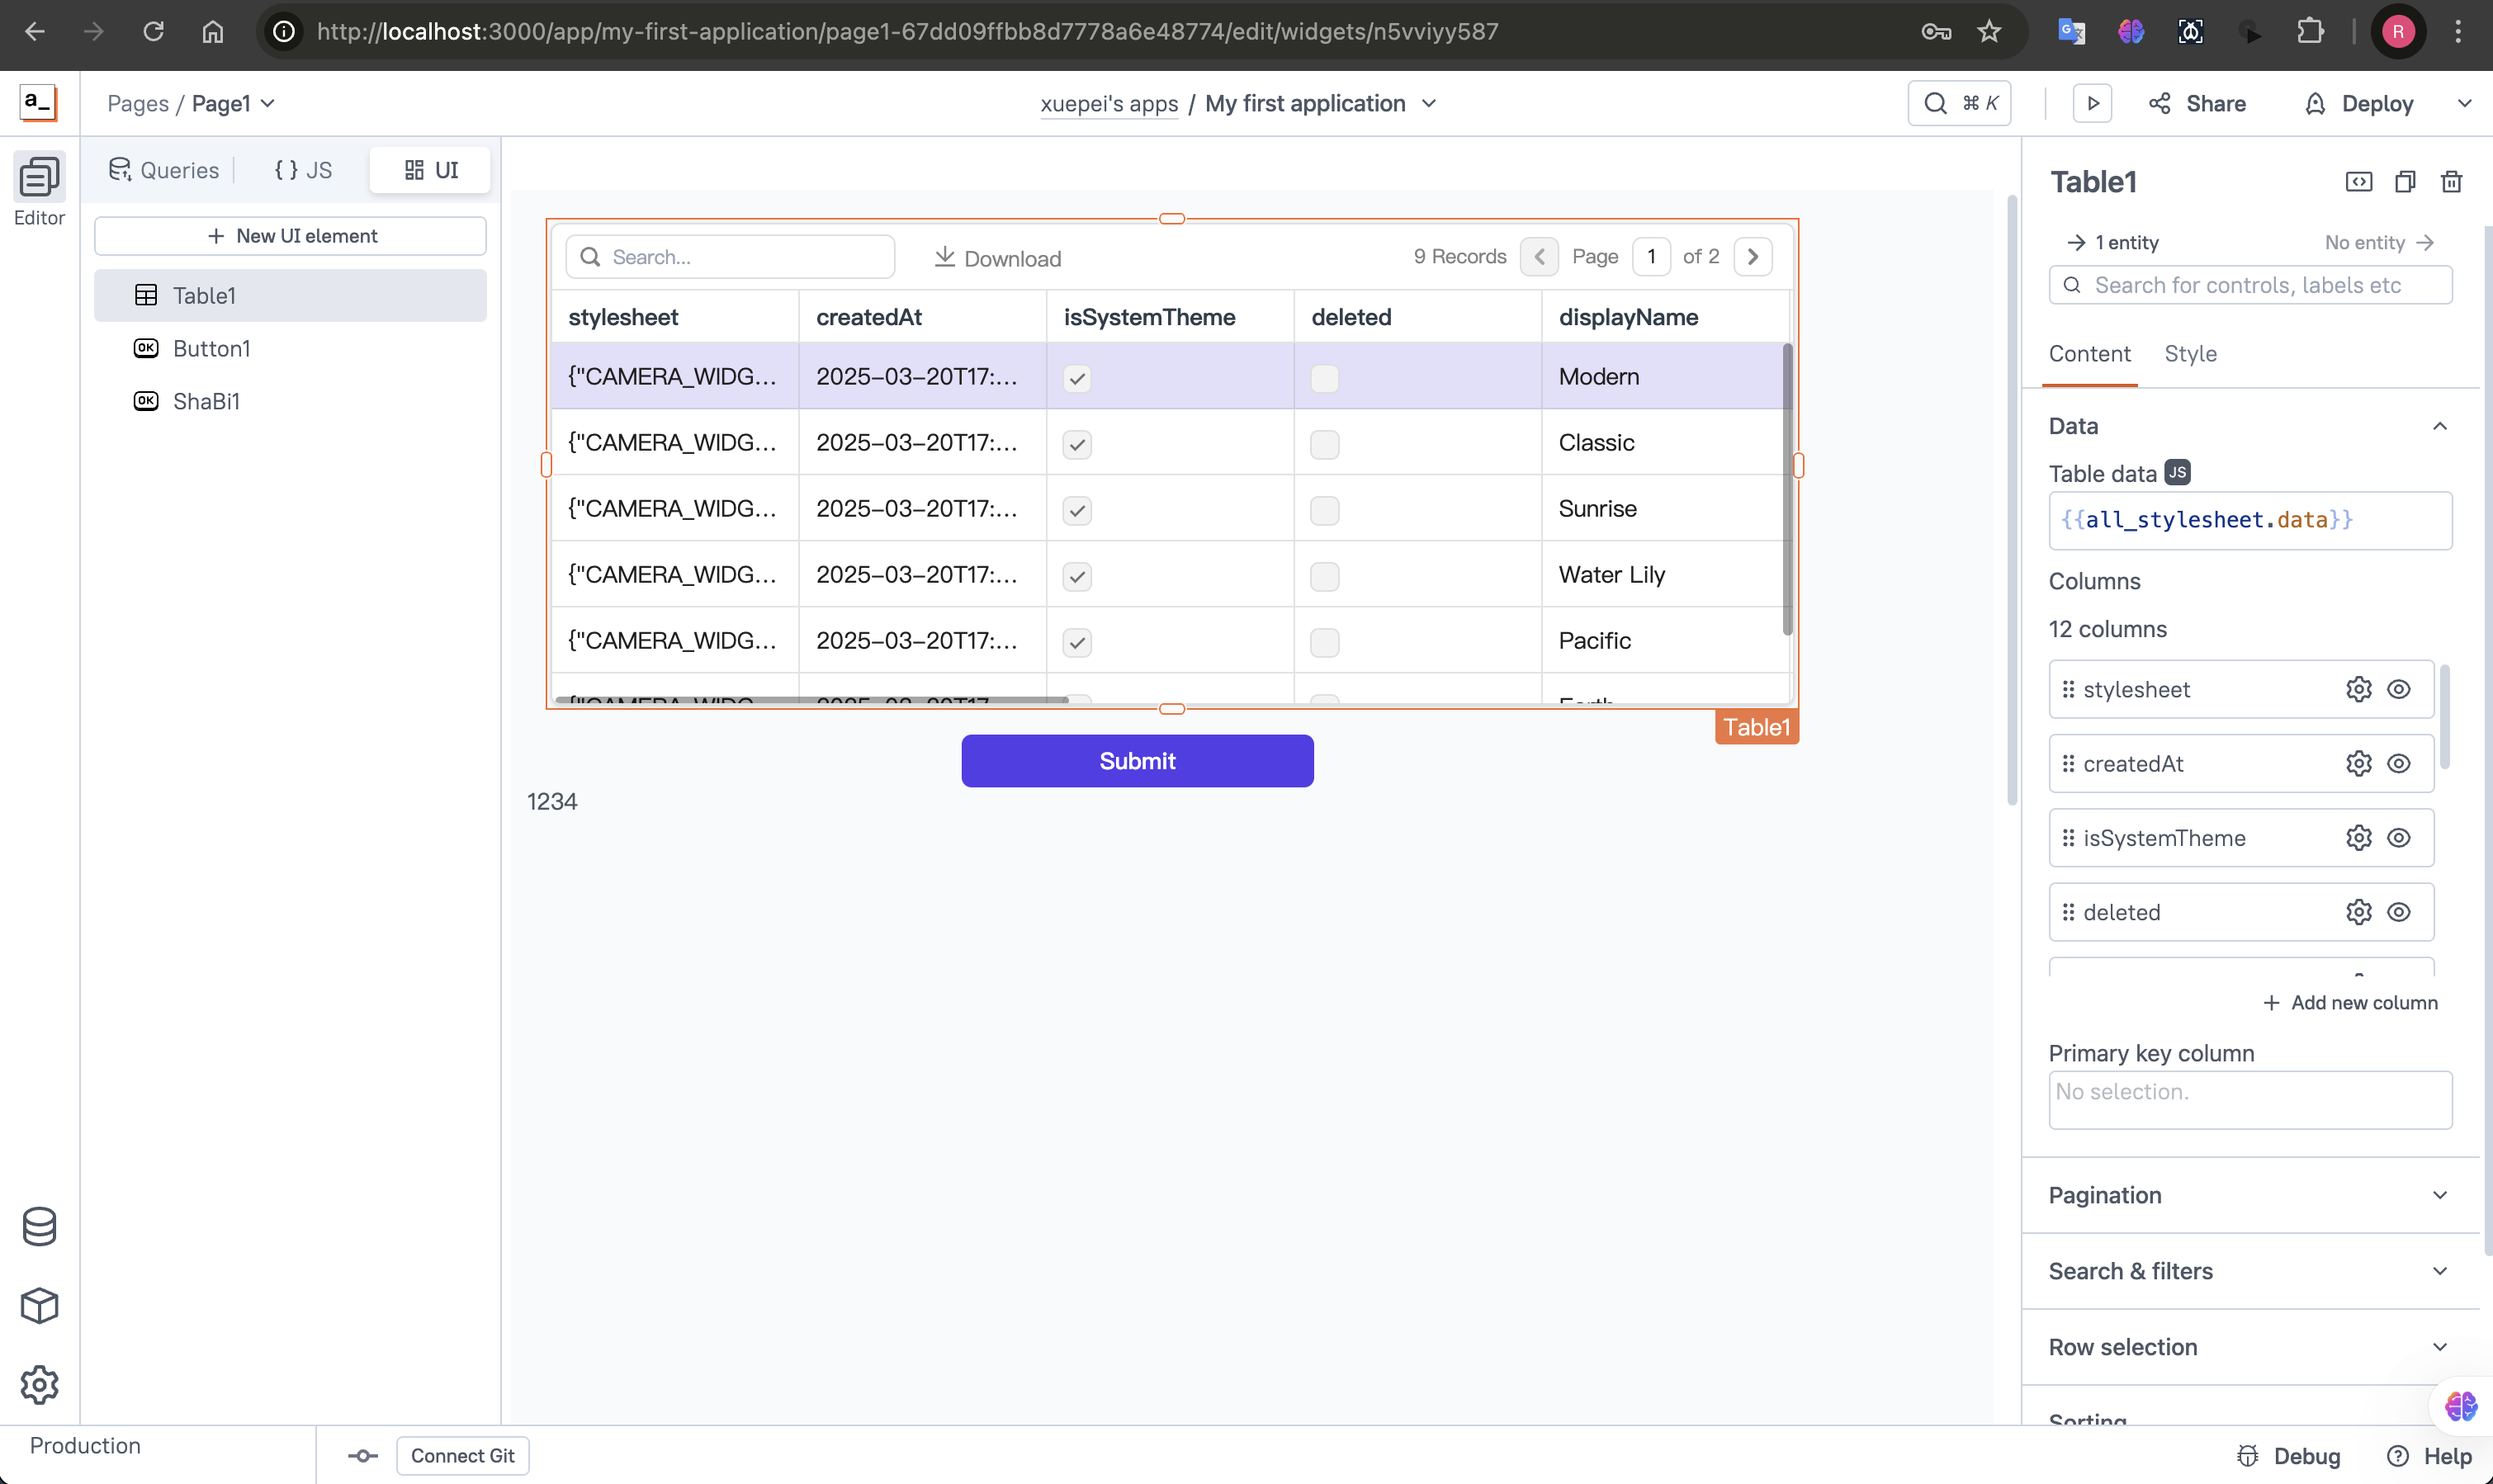 http://localhost:3000/app/my-first-application/page1-67dd09ffbb8d7778a6e48774/edit/widgets/n5vviyy587
R
a_
Pages / Page1
xuepei's apps / My first application
⌘ K
Share
Deploy
Editor
Queries
{ } JS
UI
+ New UI element
Table1
OK Button1
OK ShaBi1
Search...
Download
9 Records
Page 1 of 2
stylesheet createdAt isSystemTheme deleted displayName
{"CAMERA_WIDG... 2025-03-20T17:... Modern
{"CAMERA_WIDG... 2025-03-20T17:... Classic
{"CAMERA_WIDG... 2025-03-20T17:... Sunrise
{"CAMERA_WIDG... 2025-03-20T17:... Water Lily
{"CAMERA_WIDG... 2025-03-20T17:... Pacific
Table1
Submit
1234
Table1
1 entity
No entity
Search for controls, labels etc
Content Style
Data
Table data JS
{{all_stylesheet.data}}
Columns
12 columns
stylesheet
createdAt
isSystemTheme
deleted
+ Add new column
Primary key column
No selection.
Pagination
Search & filters
Row selection
Sorting
Production
Connect Git
Debug
Help